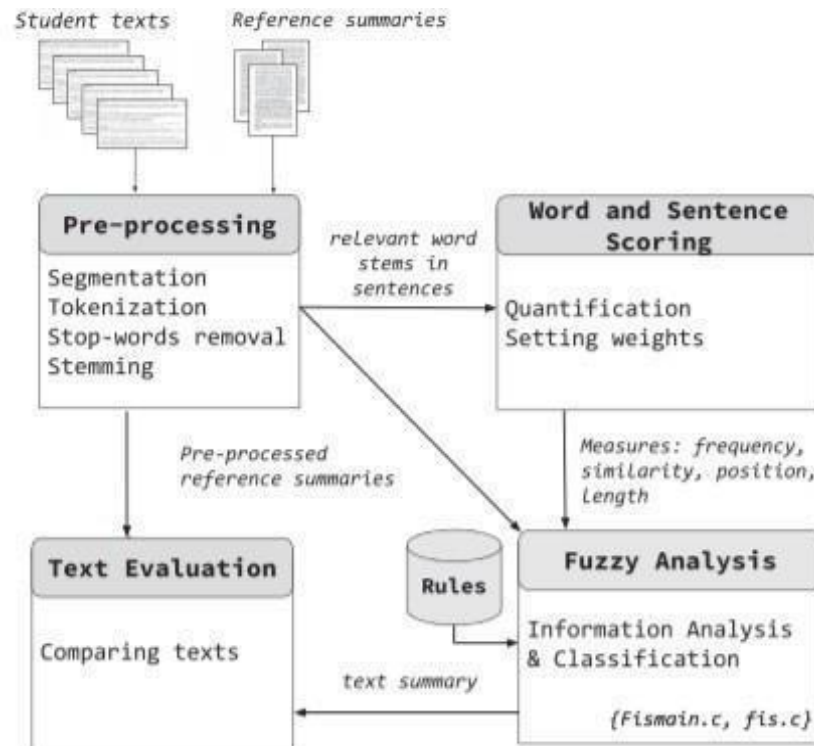 Student texts
Reference summaries
Pre-processing
Segmentation
Tokenization
Stop-words removal
Stemming
relevant word
stems in
sentences
Word and Sentence
Scoring
Quantification
Setting weights
Pre-processed
reference summaries
Measures: frequency,
similarity, position,
Length
Text Evaluation
Comparing texts
Rules
Fuzzy Analysis
Information Analysis
& Classification
{Fismain.c, fis.c}
text summary